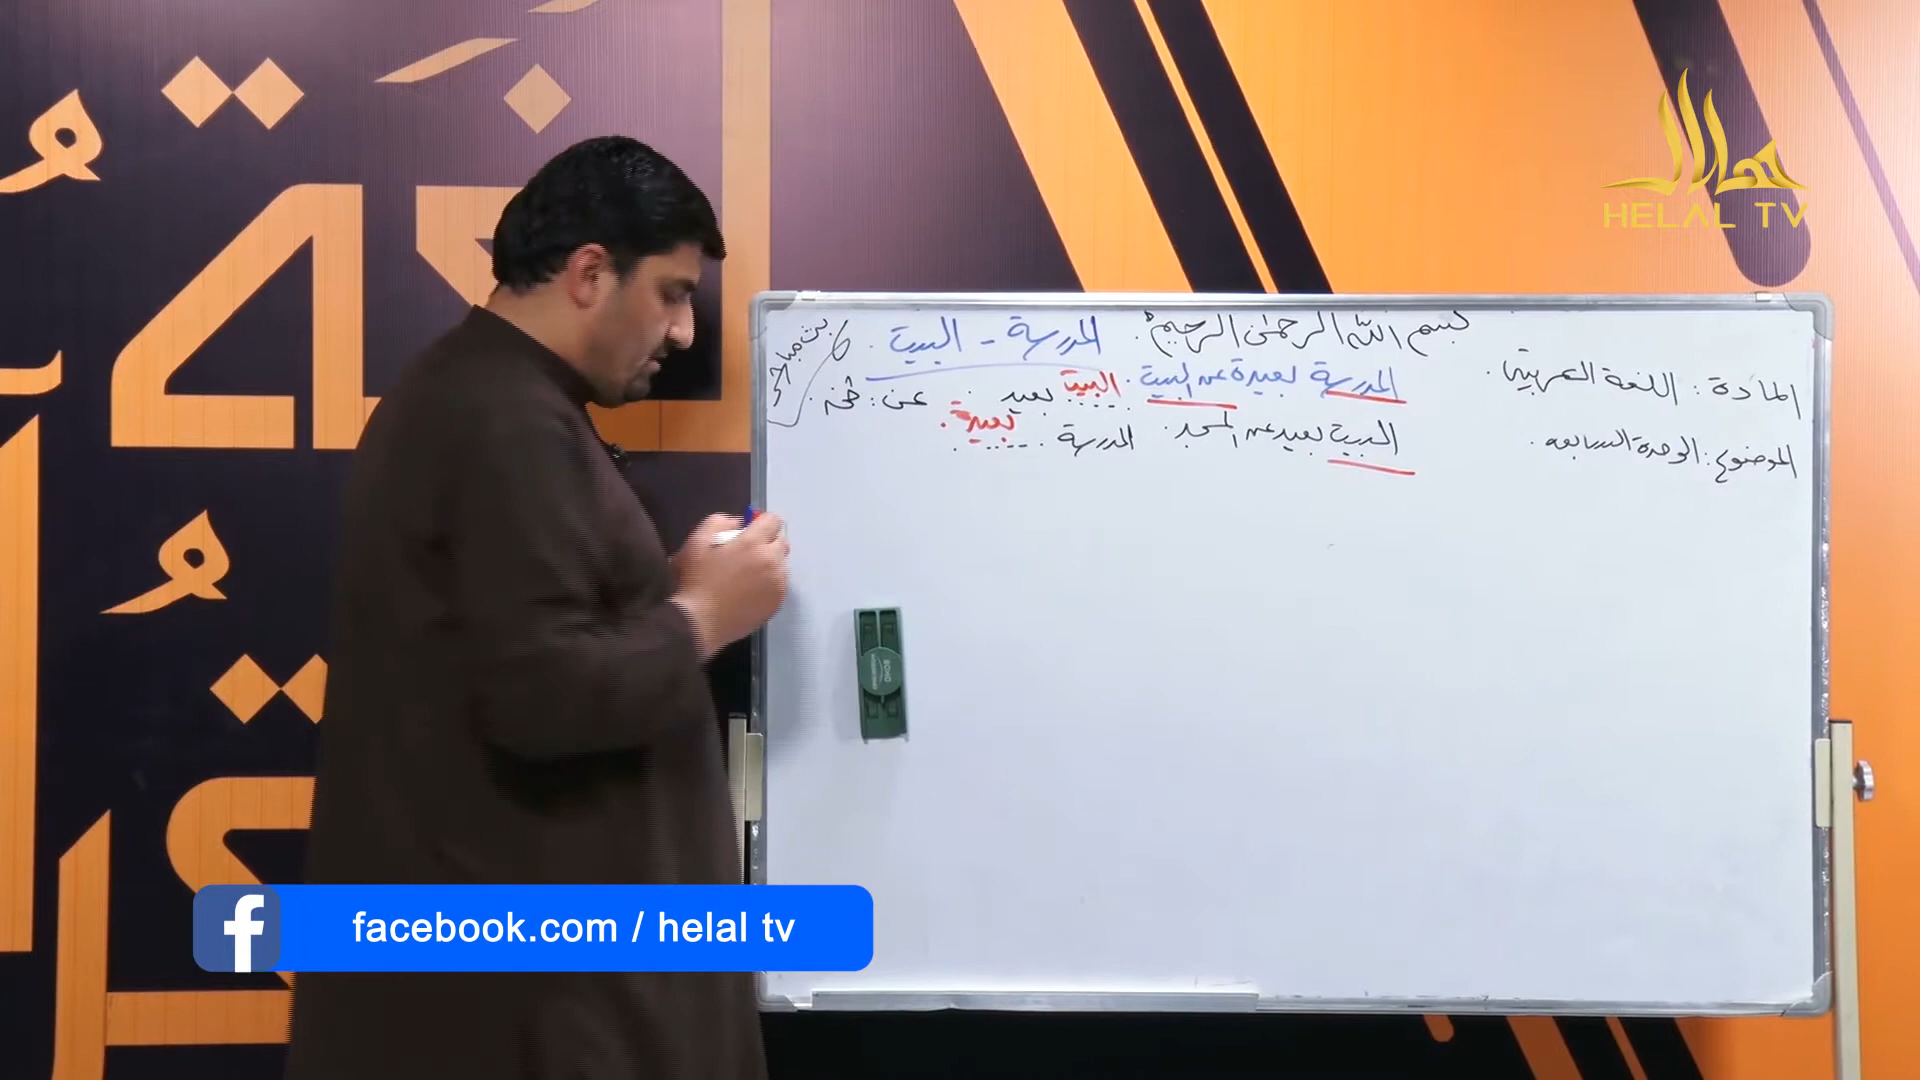 HELAL TV
بسم الله الرحمن الرحيم. المدرسة - البيت.
المادة: اللغة العربية.
المدرسة بعيدة عن البيت. البيت بعيد.
عن:
الموضوع: الوحدة السابعة.
البيت بعيد عن المسجد. المدرسة بعيدة.
facebook.com / helal tv